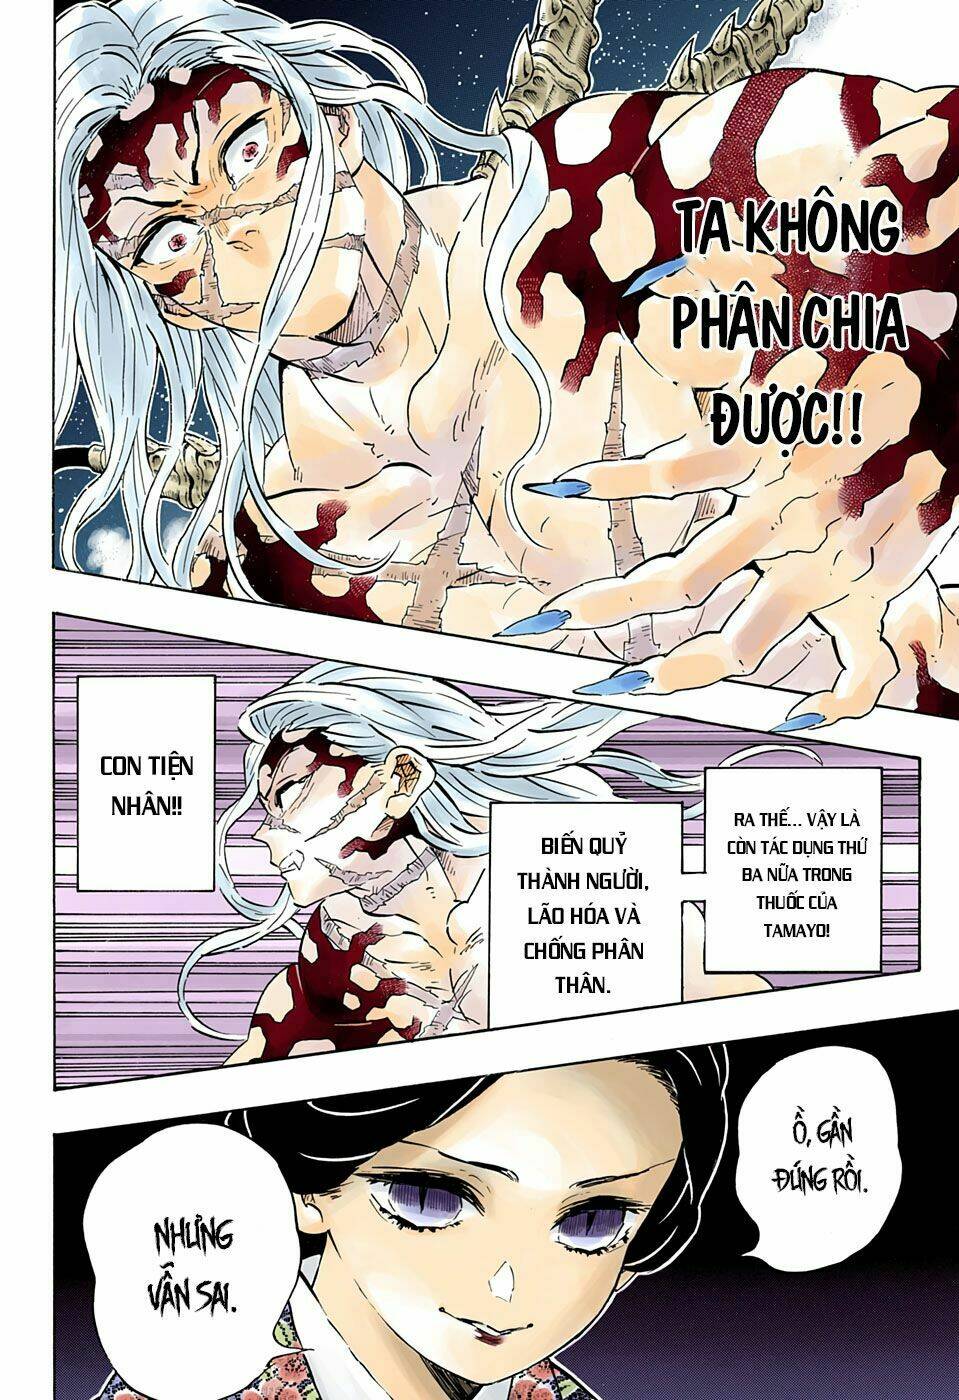 TA KHÔNG
PHÂN CHIA
ĐƯỢC!!
RA THẾ... VẬY LÀ
CÒN TÁC DỤNG THỨ
BA NỮA TRONG
THUỐC CỦA
TAMAYO!
BIẾN QUỶ
THÀNH NGƯỜI,
LÃO HÓA VÀ
CHỐNG PHÂN
THÂN.
CON TIỆN
NHÂN!!
Ồ, GẦN
ĐÚNG RỒI.
NHƯNG
VẪN SAI.